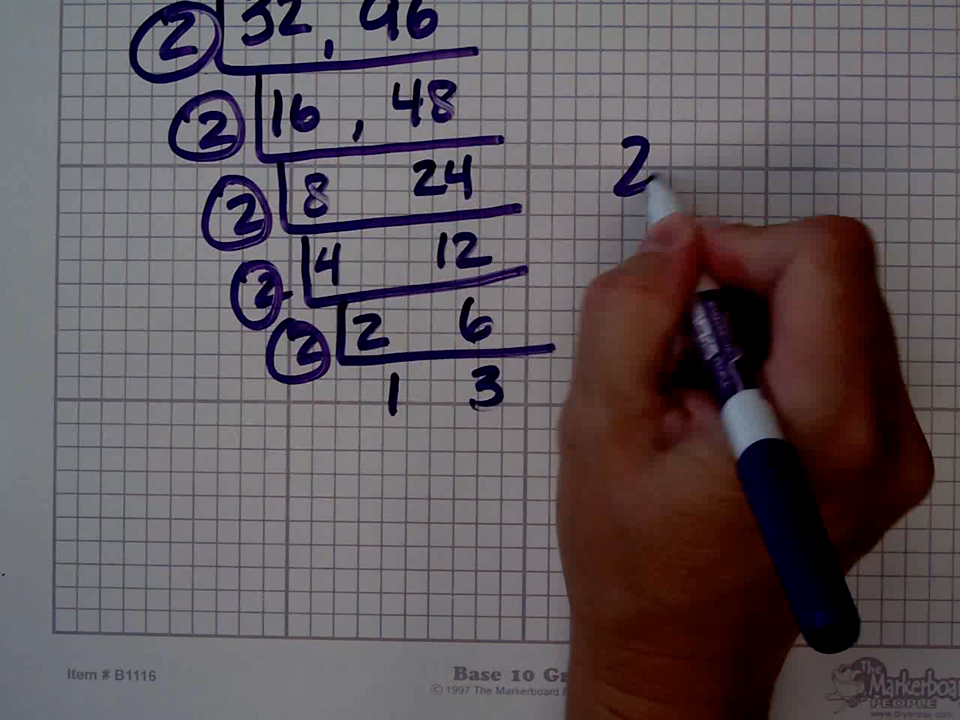 2 32, 96
2 16, 48
2 8 24
2 4 12
2 2 6
1 3
2
Item # B1116
Base 10 Gr
© 1997 The Markerboard
The
Markerboa
PEOPLE